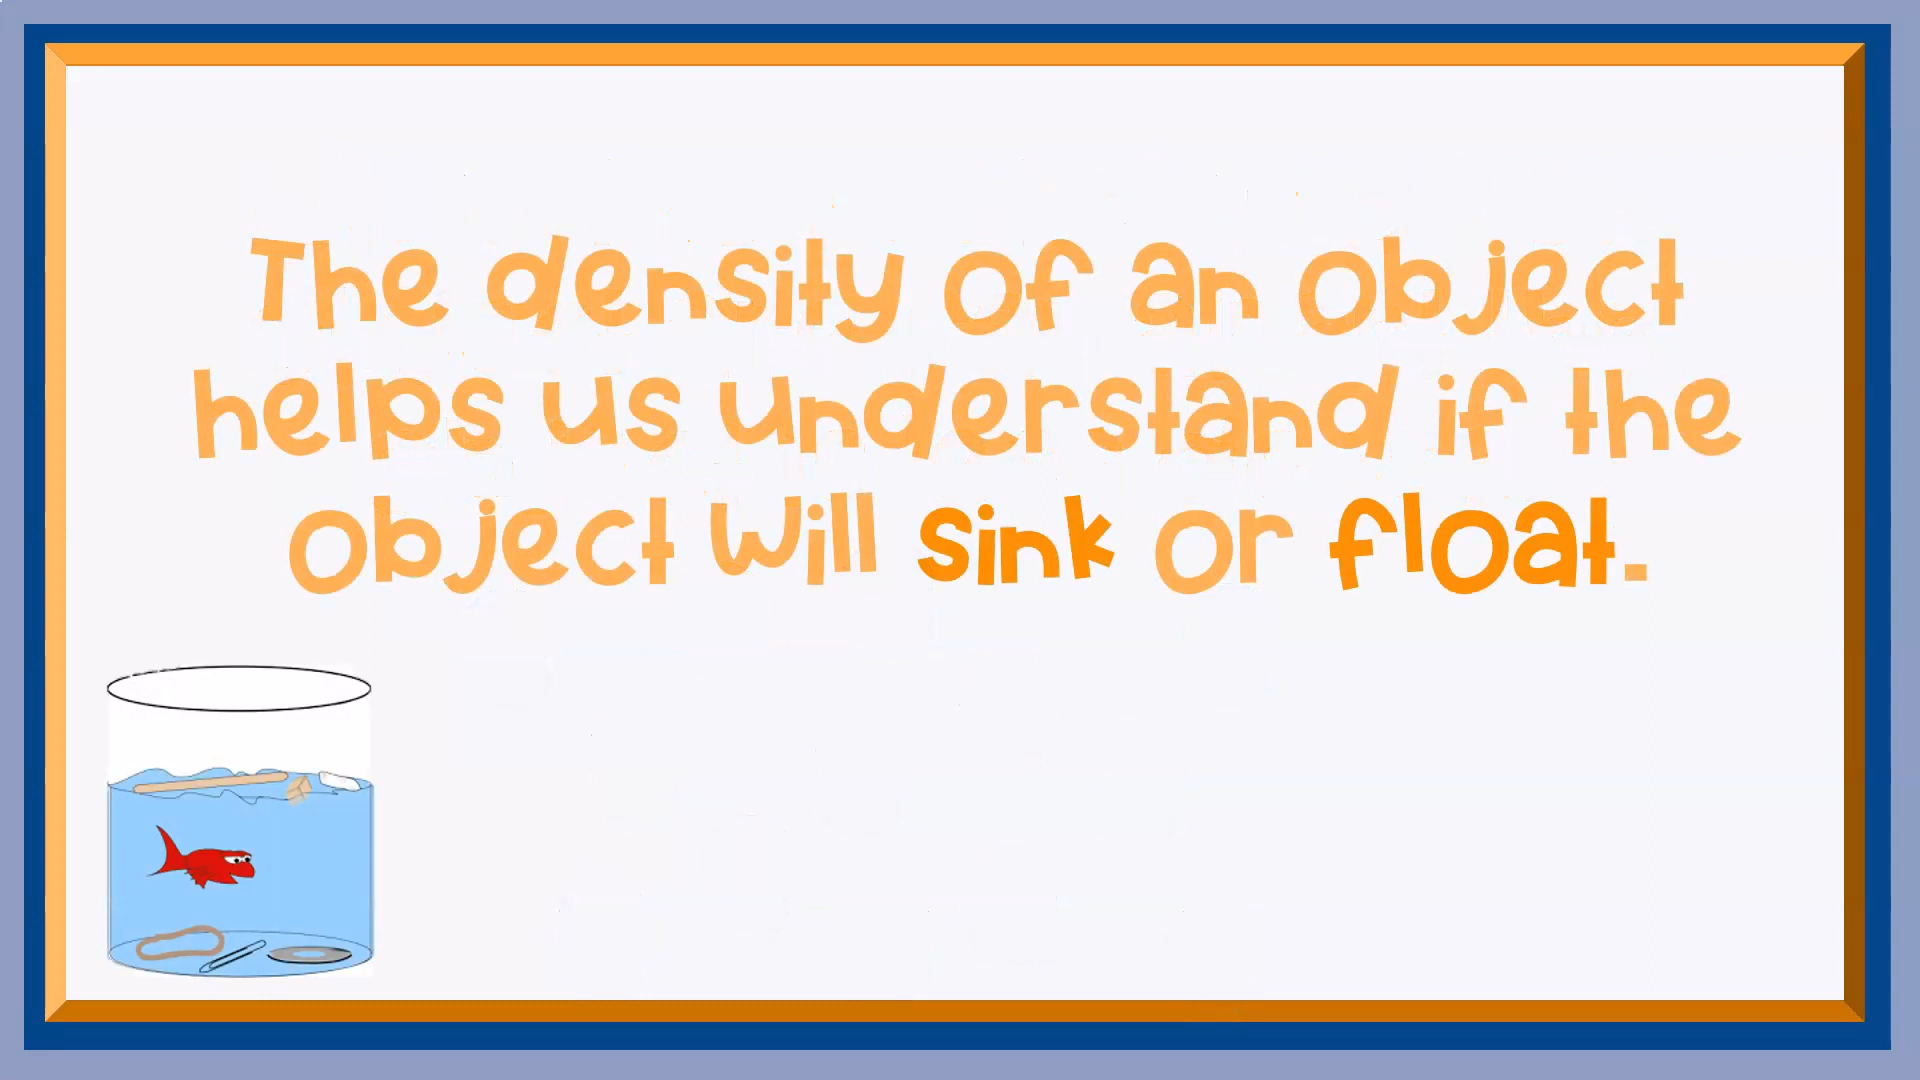 The density of an object
helps us understand if the
object will sink or float.